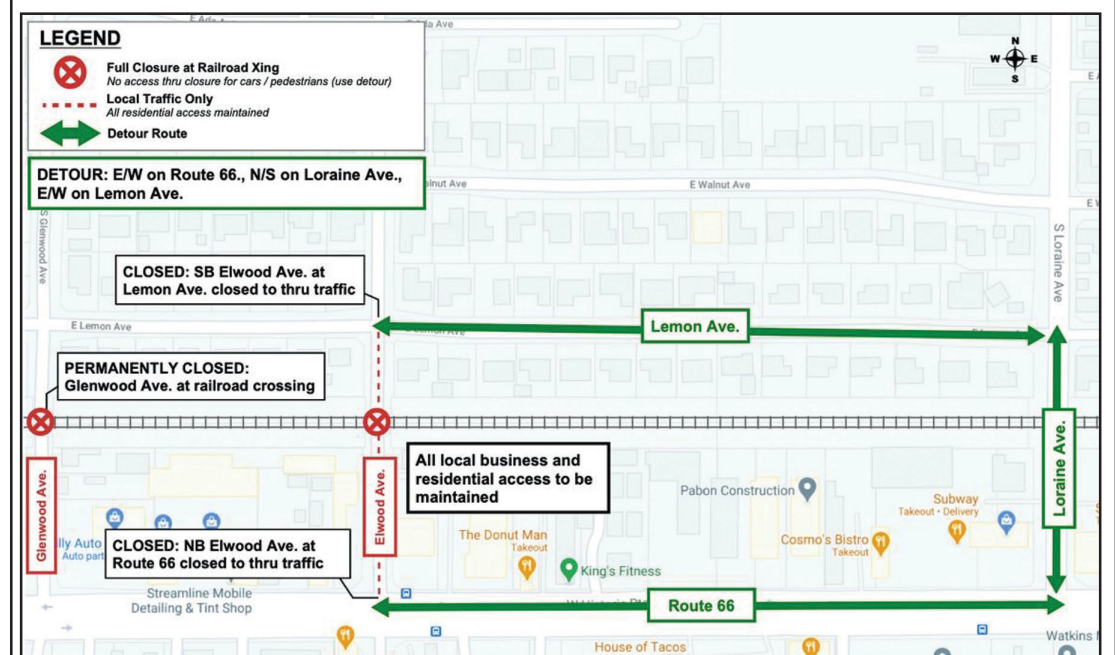 LEGEND
Full Closure at Railroad Xing
No access thru closure for cars / pedestrians (use detour)
Local Traffic Only
All residential access maintained
Detour Route
N
W E
S
DETOUR: E/W on Route 66., N/S on Loraine Ave.,
E/W on Lemon Ave.
E Walnut Ave
S Glenwood Ave
S Loraine Ave
CLOSED: SB Elwood Ave. at
Lemon Ave. closed to thru traffic
E Lemon Ave
Lemon Ave.
PERMANENTLY CLOSED:
Glenwood Ave. at railroad crossing
Glenwood Ave.
Elwood Ave.
Loraine Ave.
All local business and
residential access to be
maintained
Pabon Construction
Subway
Takeout • Delivery
The Donut Man
Takeout
Cosmo's Bistro
Takeout
King's Fitness
CLOSED: NB Elwood Ave. at
Route 66 closed to thru traffic
Streamline Mobile
Detailing & Tint Shop
Route 66
House of Tacos
Watkins